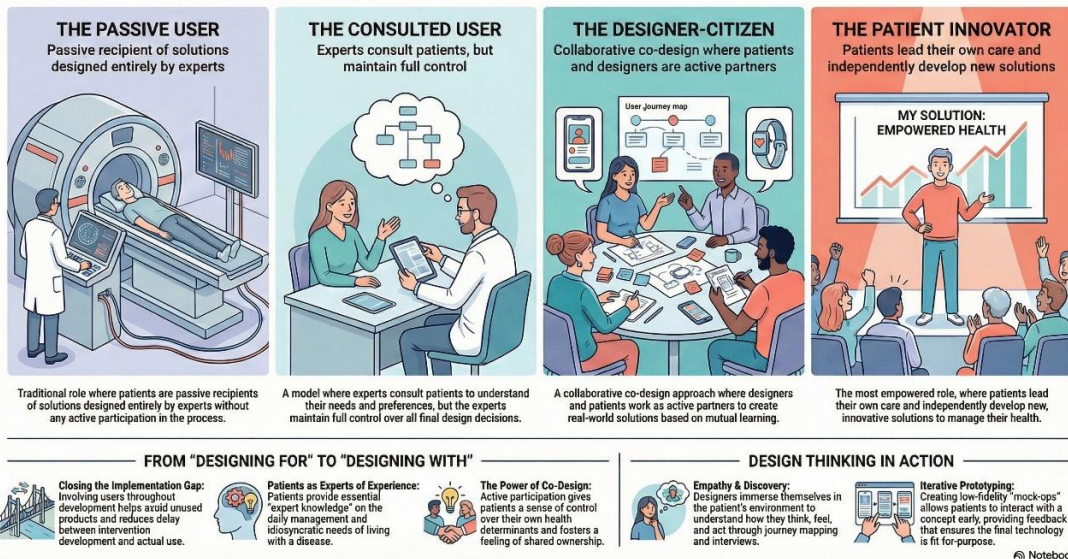 THE PASSIVE USER
Passive recipient of solutions
designed entirely by experts
Traditional role where patients are passive recipients
of solutions designed entirely by experts without
any active participation in the process.
THE CONSULTED USER
Experts consult patients, but
maintain full control
A model where experts consult patients to understand
their needs and preferences, but the experts
maintain full control over all final design decisions.
THE DESIGNER-CITIZEN
Collaborative co-design where patients
and designers are active partners
User Journey map
A collaborative co-design approach where designers
and patients work as active partners to create
real-world solutions based on mutual learning.
THE PATIENT INNOVATOR
Patients lead their own care and
independently develop new solutions
MY SOLUTION:
EMPOWERED HEALTH
The most empowered role, where patients lead
their own care and independently develop new,
innovative solutions to manage their health.
FROM "DESIGNING FOR" TO "DESIGNING WITH"
Closing the Implementation Gap:
Involving users throughout
development helps avoid unused
products and reduces delay
between intervention
development and actual use.
Patients as Experts of Experience:
Patients provide essential
"expert knowledge" on the
daily management and
idiosyncratic needs of living
with a disease.
The Power of Co-Design:
Active participation gives
patients a sense of control
over their own health
determinants and fosters a
feeling of shared ownership.
DESIGN THINKING IN ACTION
Empathy & Discovery:
Designers immerse themselves in
the patient's environment to
understand how they think, feel,
and act through journey mapping
and interviews.
Iterative Prototyping:
Creating low-fidelity "mock-ops"
allows patients to interact with a
concept early, providing feedback
that ensures the final technology
is fit for-purpose.